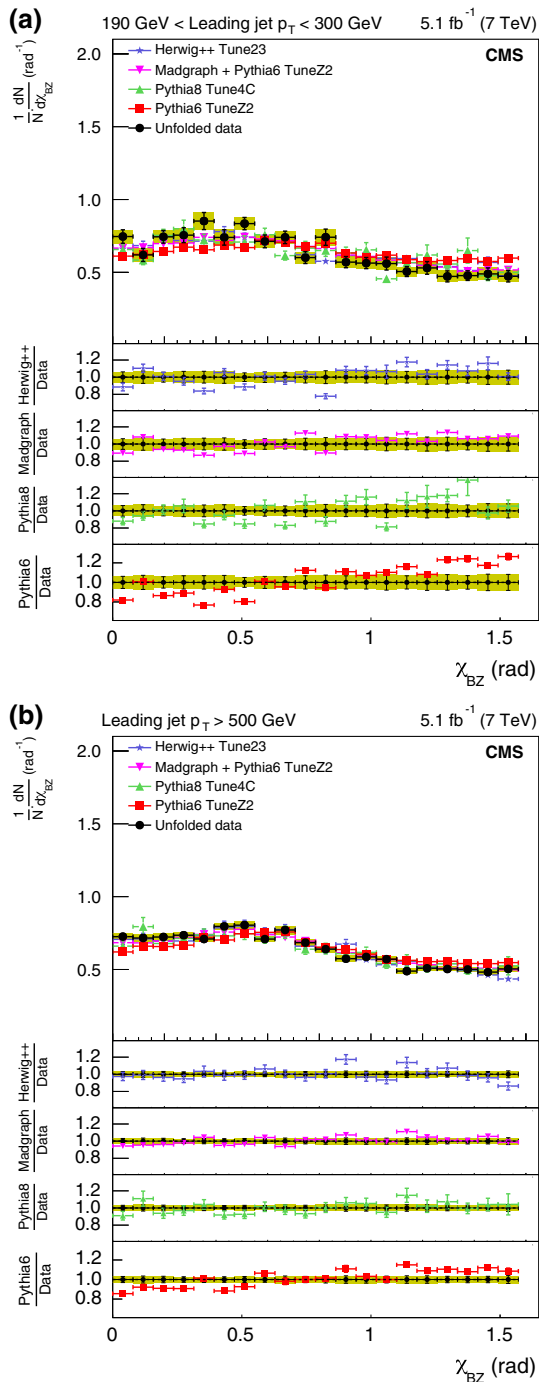 (a)
190 GeV < Leading jet p_T < 300 GeV 5.1 fb⁻¹ (7 TeV)
2.0
1.5
1.0
0.5
1/N dN/dχ_BZ (rad⁻¹)
CMS
Herwig++ Tune23
Madgraph + Pythia6 TuneZ2
Pythia8 Tune4C
Pythia6 TuneZ2
Unfolded data
Herwig++/Data
1.2
1.0
0.8
Madgraph/Data
1.2
1.0
0.8
Pythia8/Data
1.2
1.0
0.8
Pythia6/Data
1.2
1.0
0.8
0 0.5 1 1.5
χ_BZ (rad)
(b)
Leading jet p_T > 500 GeV 5.1 fb⁻¹ (7 TeV)
2.0
1.5
1.0
0.5
1/N dN/dχ_BZ (rad⁻¹)
CMS
Herwig++ Tune23
Madgraph + Pythia6 TuneZ2
Pythia8 Tune4C
Pythia6 TuneZ2
Unfolded data
Herwig++/Data
1.2
1.0
0.8
Madgraph/Data
1.2
1.0
0.8
Pythia8/Data
1.2
1.0
0.8
Pythia6/Data
1.2
1.0
0.8
0 0.5 1 1.5
χ_BZ (rad)